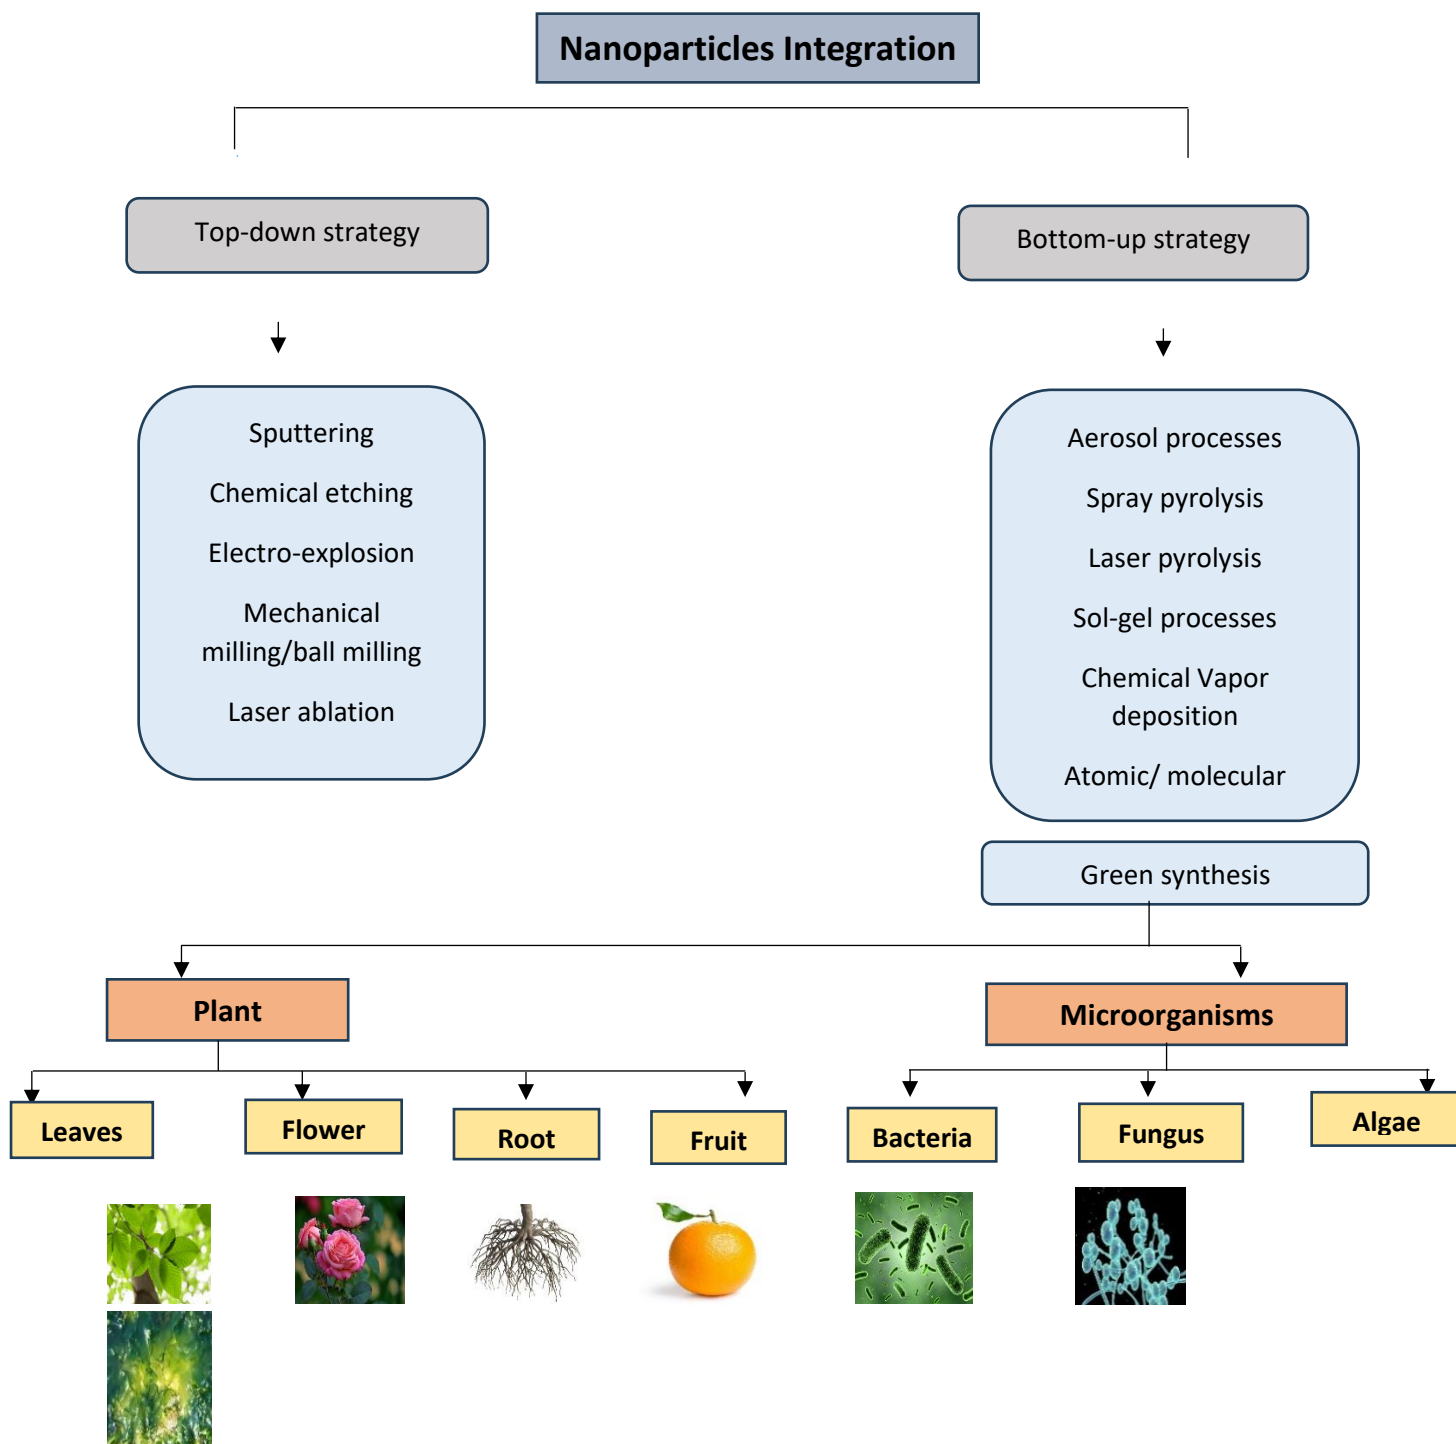 Nanoparticles Integration
Top-down strategy
Bottom-up strategy
Sputtering
Chemical etching
Electro-explosion
Mechanical
milling/ball milling
Laser ablation
Aerosol processes
Spray pyrolysis
Laser pyrolysis
Sol-gel processes
Chemical Vapor
deposition
Atomic/ molecular
Green synthesis
Plant
Microorganisms
Leaves
Flower
Root
Fruit
Bacteria
Fungus
Algae